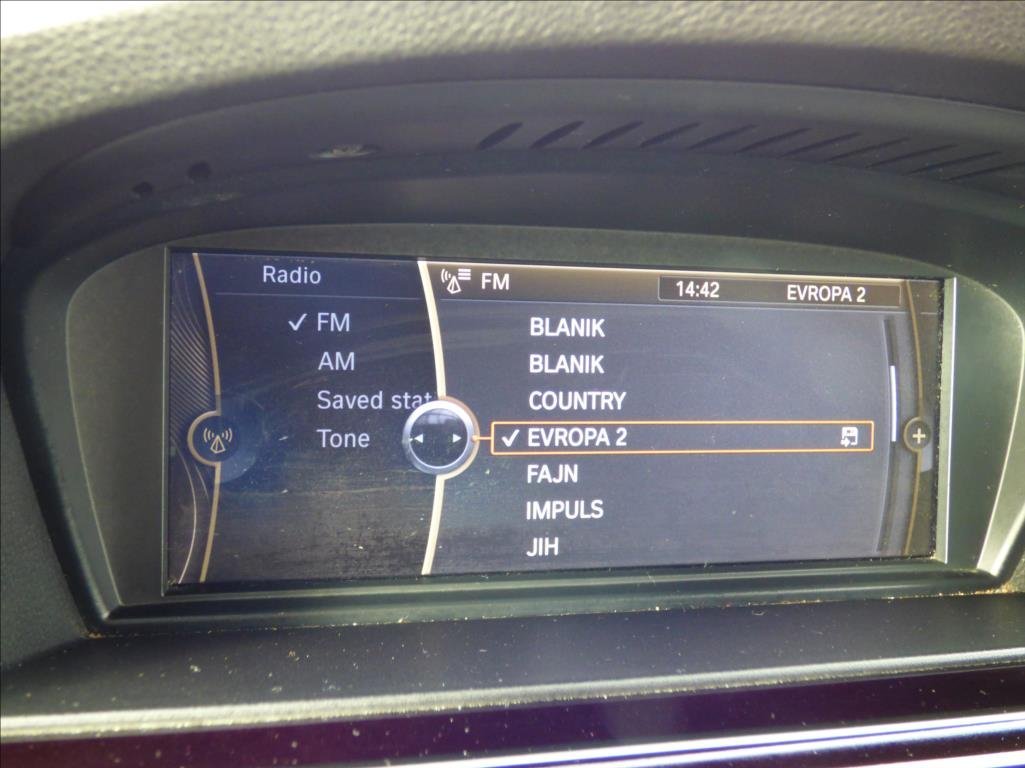 Radio
FM
AM
Saved stat
Tone
FM 14:42 EVROPA 2
BLANIK
BLANIK
COUNTRY
EVROPA 2
FAJN
IMPULS
JIH